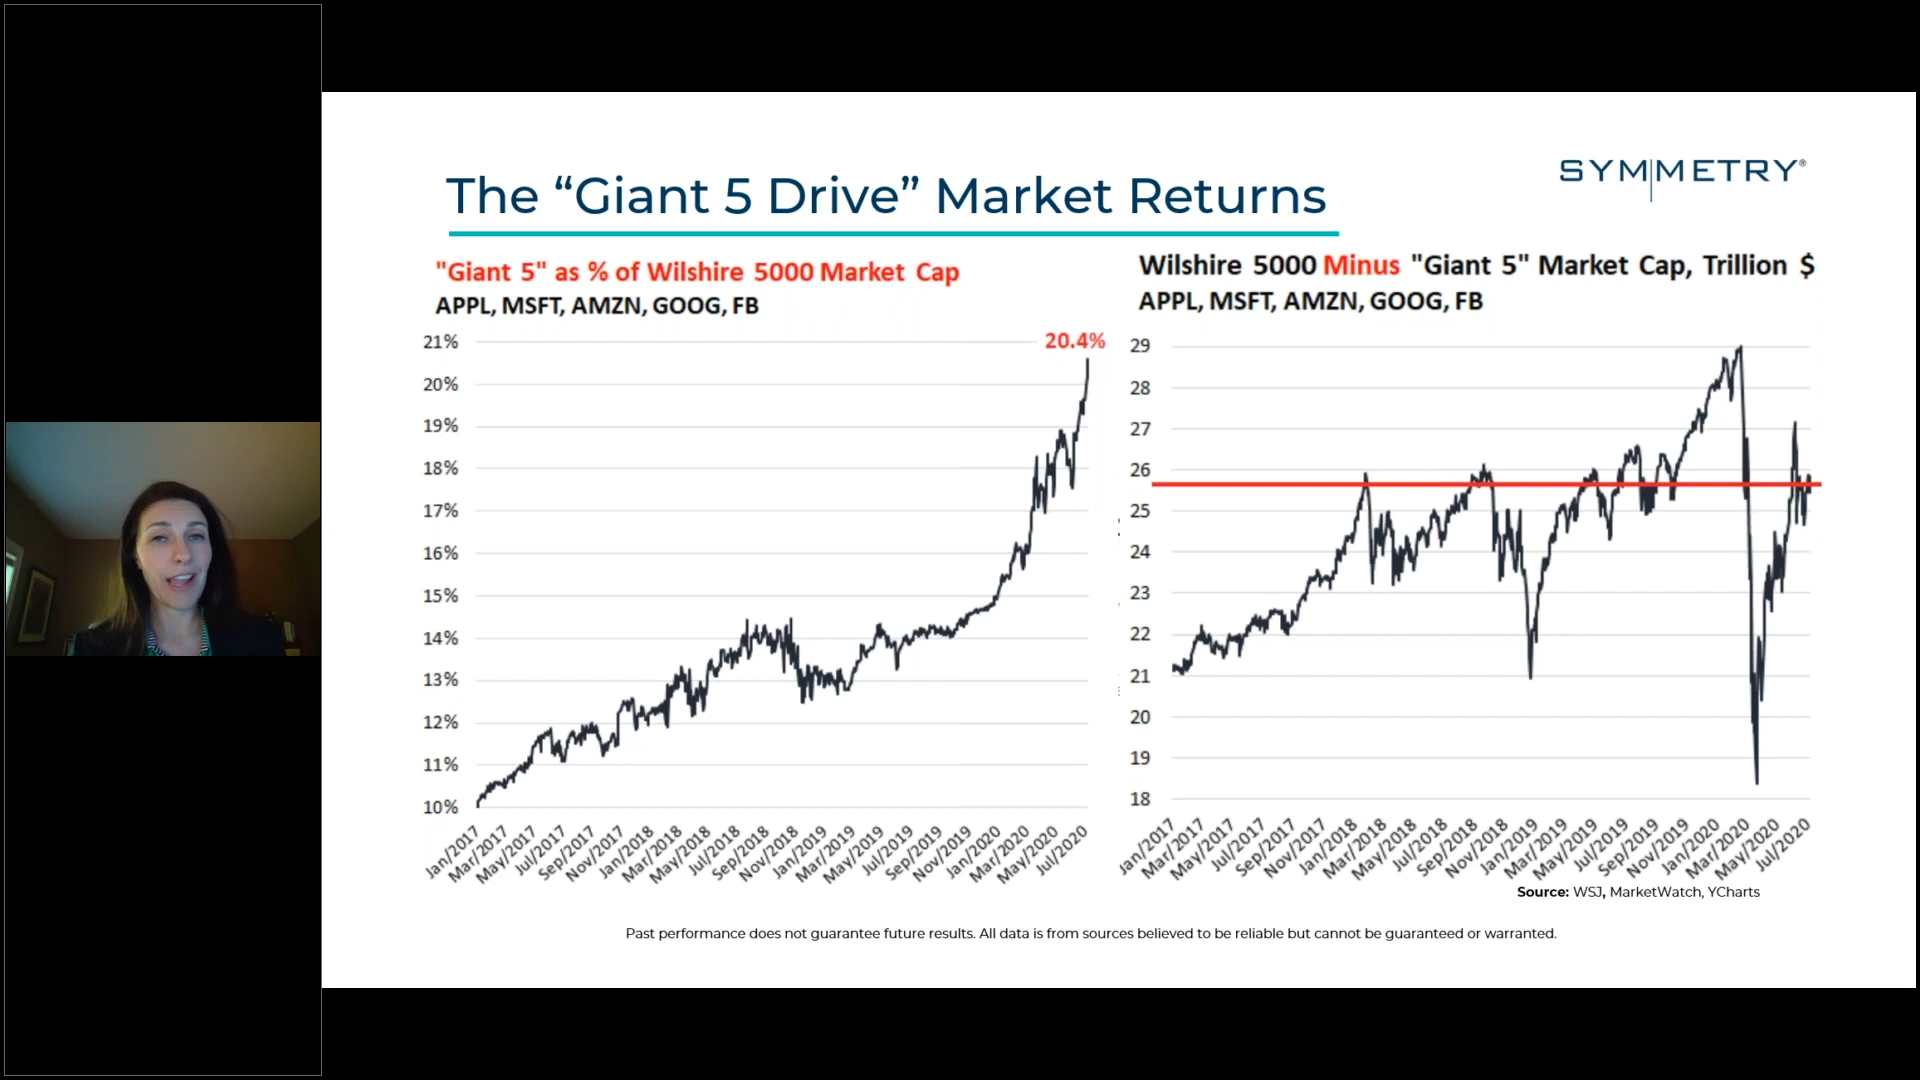 The “Giant 5 Drive” Market Returns
SYMMETRY®
"Giant 5" as % of Wilshire 5000 Market Cap
APPL, MSFT, AMZN, GOOG, FB
20.4%
21%
20%
19%
18%
17%
16%
15%
14%
13%
12%
11%
10%
Jan/2017
Mar/2017
May/2017
Jul/2017
Sep/2017
Nov/2017
Jan/2018
Mar/2018
May/2018
Jul/2018
Sep/2018
Nov/2018
Jan/2019
Mar/2019
May/2019
Jul/2019
Sep/2019
Nov/2019
Jan/2020
Mar/2020
May/2020
Jul/2020
Wilshire 5000 Minus "Giant 5" Market Cap, Trillion $
APPL, MSFT, AMZN, GOOG, FB
29
28
27
26
25
24
23
22
21
20
19
18
Jan/2017
Mar/2017
May/2017
Jul/2017
Sep/2017
Nov/2017
Jan/2018
Mar/2018
May/2018
Jul/2018
Sep/2018
Nov/2018
Jan/2019
Mar/2019
May/2019
Jul/2019
Sep/2019
Nov/2019
Jan/2020
Mar/2020
May/2020
Jul/2020
Source: WSJ, MarketWatch, YCharts
Past performance does not guarantee future results. All data is from sources believed to be reliable but cannot be guaranteed or warranted.